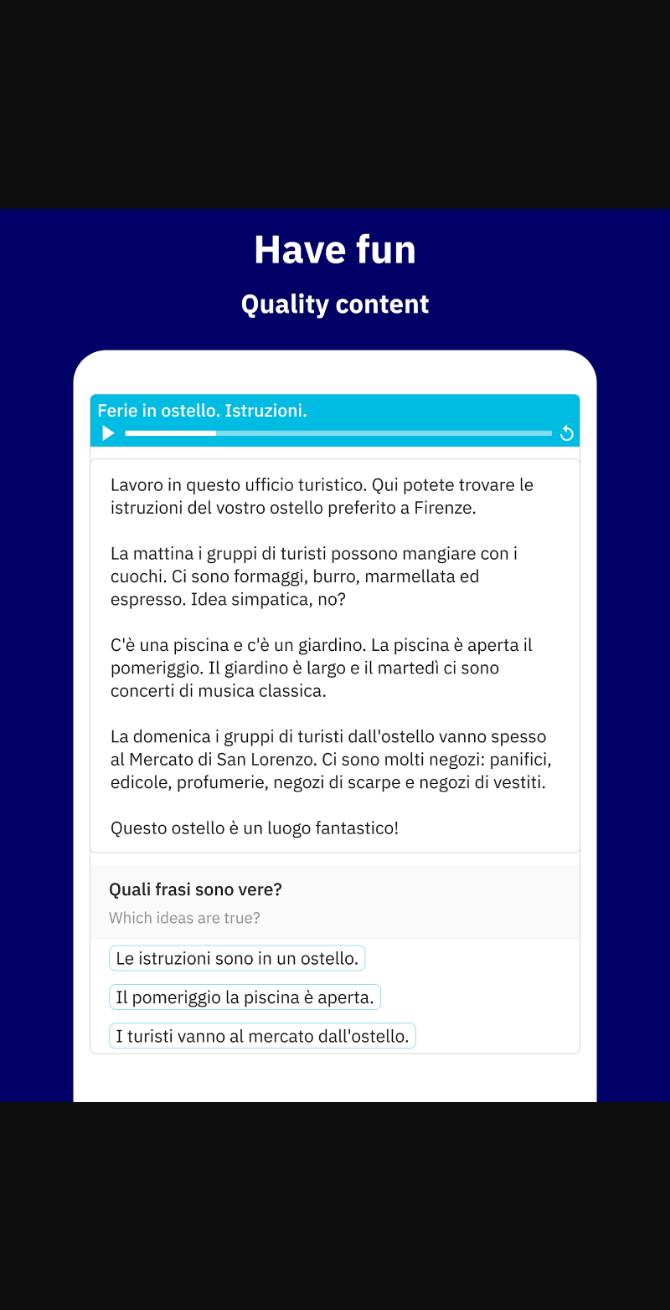 Have fun
Quality content
Ferie in ostello. Istruzioni.
Lavoro in questo ufficio turistico. Qui potete trovare le
istruzioni del vostro ostello preferito a Firenze.
La mattina i gruppi di turisti possono mangiare con i
cuochi. Ci sono formaggi, burro, marmellata ed
espresso. Idea simpatica, no?
C'è una piscina e c'è un giardino. La piscina è aperta il
pomeriggio. Il giardino è largo e il martedì ci sono
concerti di musica classica.
La domenica i gruppi di turisti dall'ostello vanno spesso
al Mercato di San Lorenzo. Ci sono molti negozi: panifici,
edicole, profumerie, negozi di scarpe e negozi di vestiti.
Questo ostello è un luogo fantastico!
Quali frasi sono vere?
Which ideas are true?
Le istruzioni sono in un ostello.
Il pomeriggio la piscina è aperta.
I turisti vanno al mercato dall'ostello.